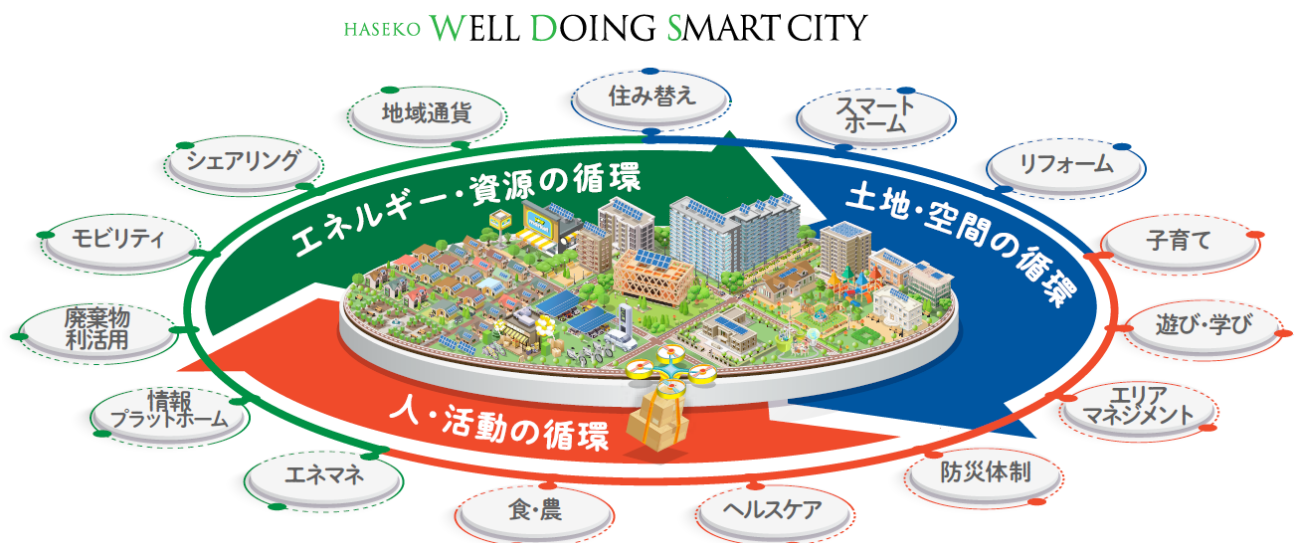 HASEKO WELL DOING SMART CITY
住み替え
スマート
ホーム
リフォーム
子育て
遊び・学び
エリア
マネジメント
防災体制
ヘルスケア
食・農
エネマネ
情報
プラットホーム
廃棄物
利活用
モビリティ
シェアリング
地域通貨
エネルギー・資源の循環
土地・空間の循環
人・活動の循環